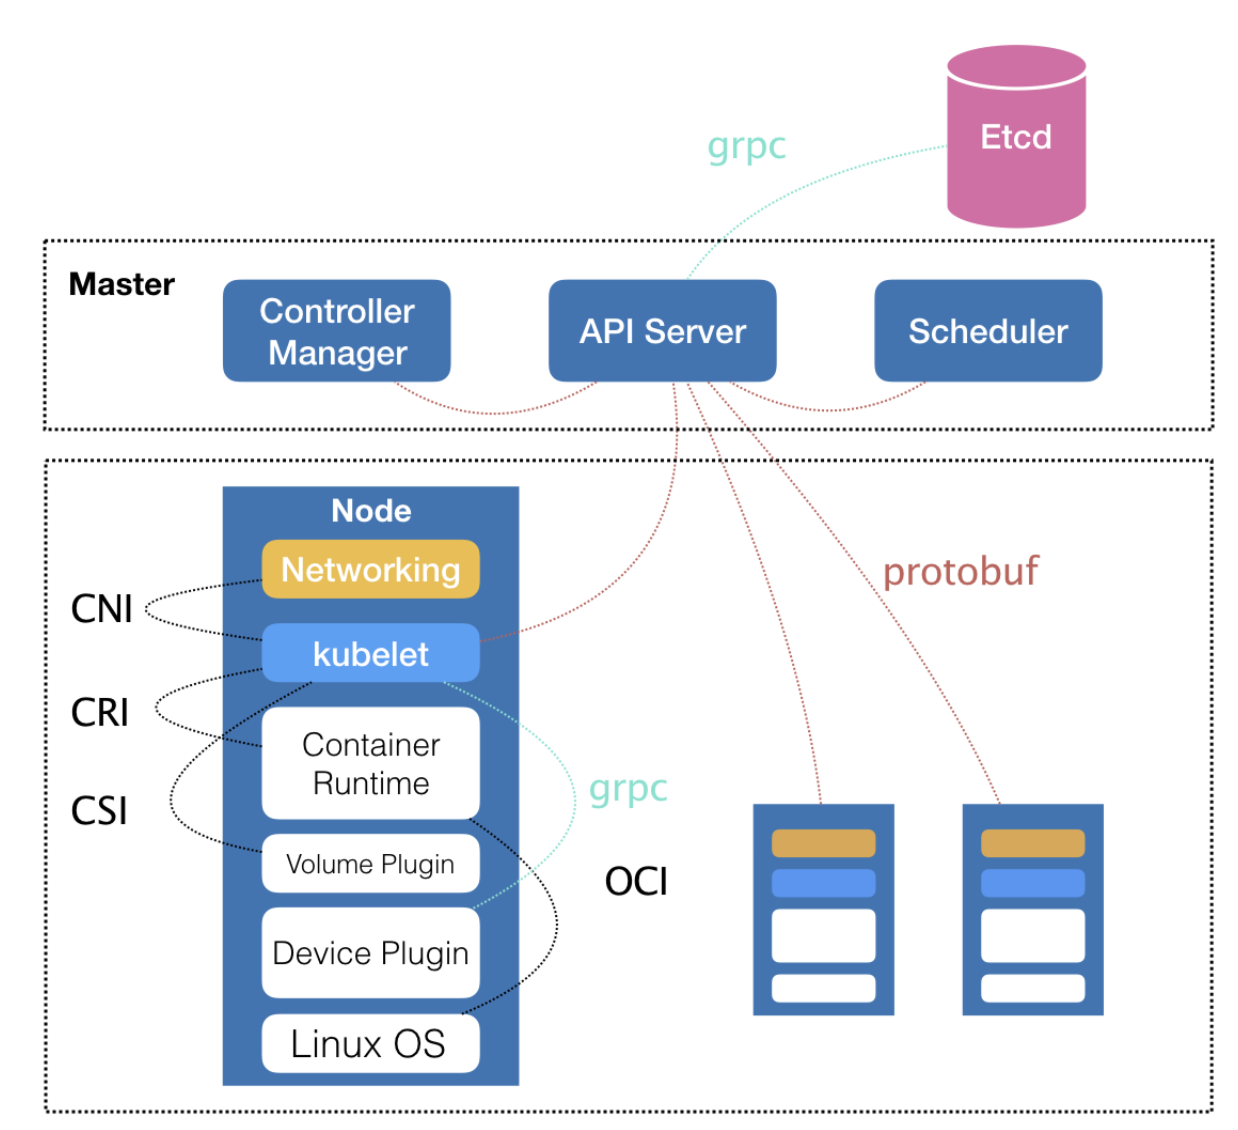 Etcd
grpc
Master
Controller
Manager
API Server
Scheduler
Node
Networking
CNI
kubelet
protobuf
CRI
Container
Runtime
CSI
grpc
Volume Plugin
OCI
Device Plugin
Linux OS